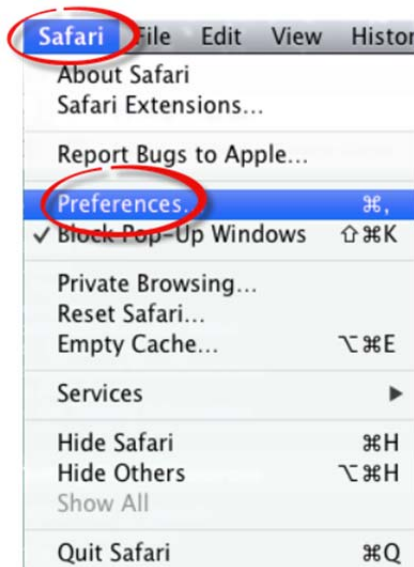 Safari File Edit View Histor
About Safari
Safari Extensions...
Report Bugs to Apple...
Preferences... ⌘,
✓ Block Pop-Up Windows ⇧⌘K
Private Browsing...
Reset Safari...
Empty Cache... ⌥⌘E
Services ▶
Hide Safari ⌘H
Hide Others ⌥⌘H
Show All
Quit Safari ⌘Q